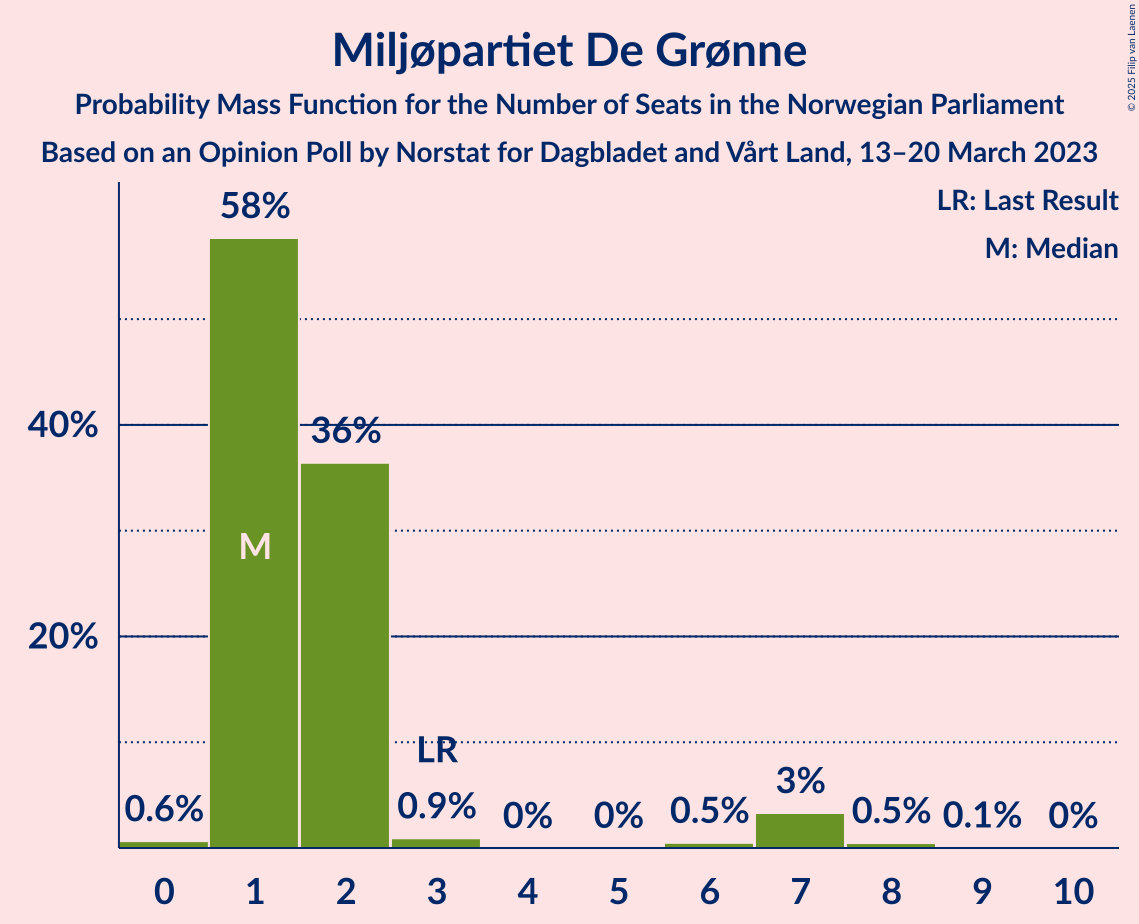 Miljøpartiet De Grønne
Probability Mass Function for the Number of Seats in the Norwegian Parliament
Based on an Opinion Poll by Norstat for Dagbladet and Vårt Land, 13–20 March 2023
© 2025 Filip van Laenen
LR: Last Result
M: Median
58%
40%
36%
M
20%
LR
0.6%
0.9%
0%
0%
0.5%
3%
0.5%
0.1%
0%
0 1 2 3 4 5 6 7 8 9 10